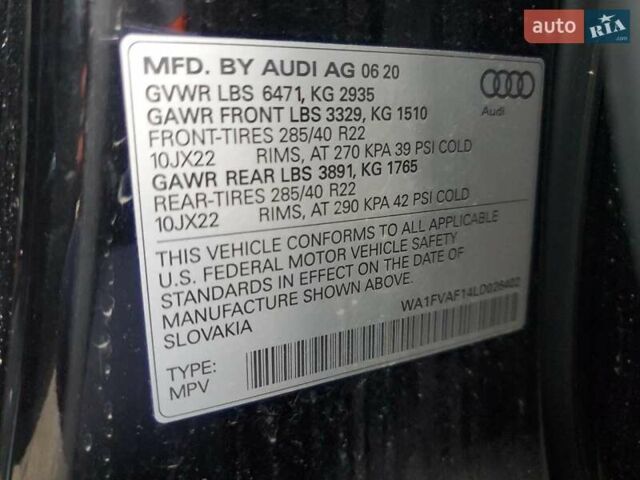 auto RIA.com
MFD. BY AUDI AG 06 20
GVWR LBS 6471, KG 2935
GAWR FRONT LBS 3329, KG 1510
FRONT-TIRES 285/40 R22
10JX22 RIMS, AT 270 KPA 39 PSI COLD
GAWR REAR LBS 3891, KG 1765
REAR-TIRES 285/40 R22
10JX22 RIMS, AT 290 KPA 42 PSI COLD
Audi
THIS VEHICLE CONFORMS TO ALL APPLICABLE
U.S. FEDERAL MOTOR VEHICLE SAFETY
STANDARDS IN EFFECT ON THE DATE OF
MANUFACTURE SHOWN ABOVE.
SLOVAKIA
WA1FVAF14LD028402
TYPE:
MPV